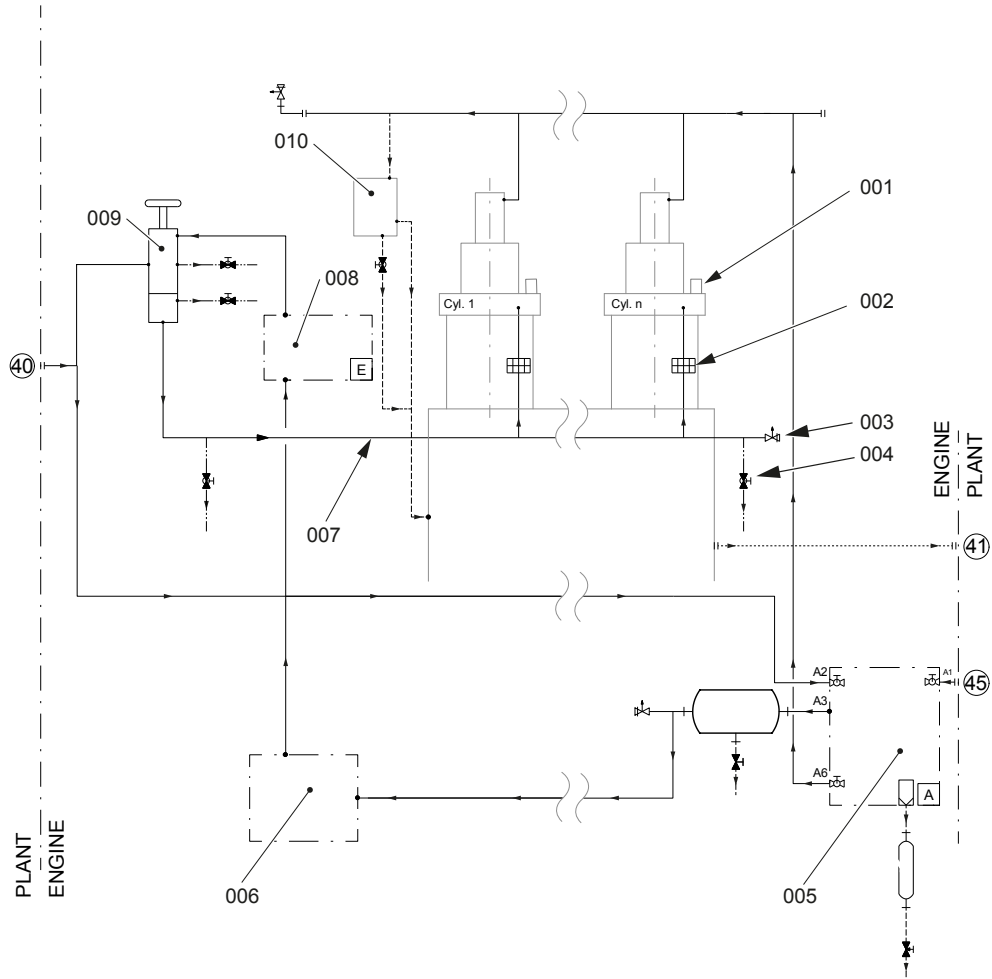 010
001
009
Cyl. 1
Cyl. n
002
008
E
40
003
004
ENGINE
PLANT
007
41
A2
A1
45
A3
A6
A
PLANT
ENGINE
006
005